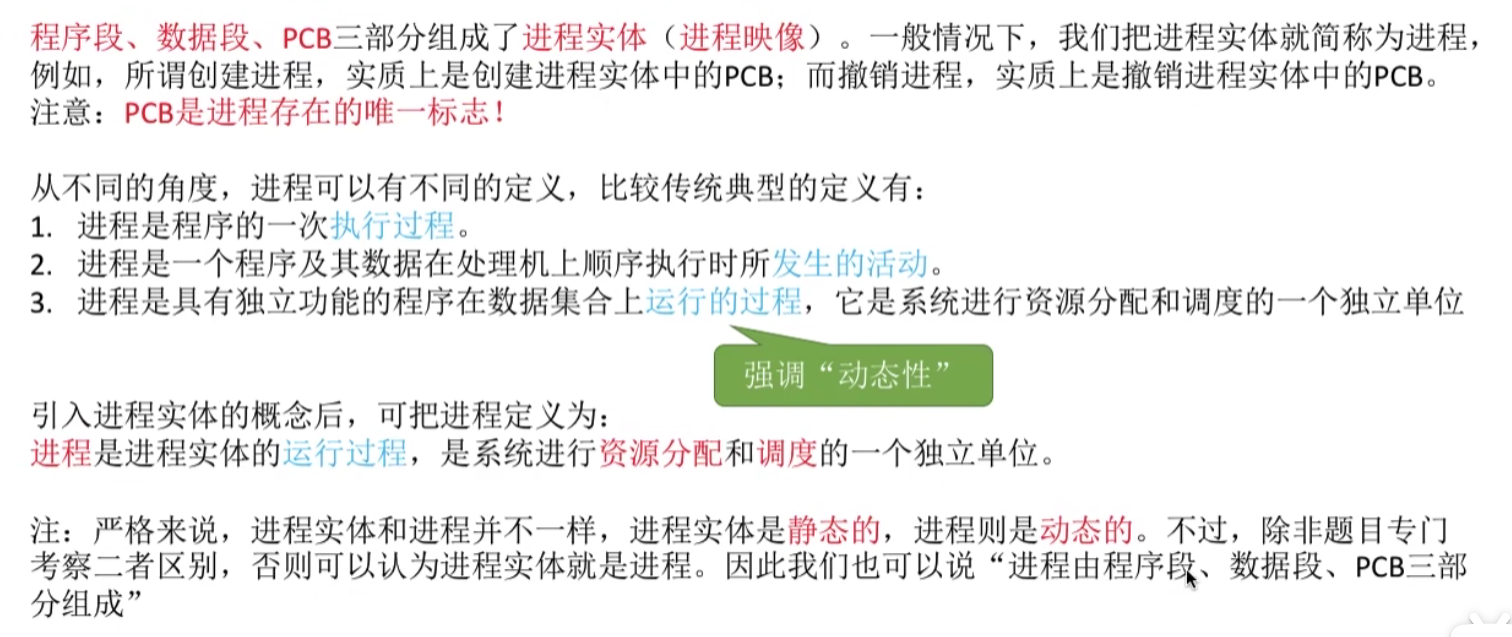 程序段、数据段、PCB三部分组成了进程实体（进程映像）。一般情况下，我们把进程实体就简称为进程，
例如，所谓创建进程，实质上是创建进程实体中的PCB；而撤销进程，实质上是撤销进程实体中的PCB。
注意：PCB是进程存在的唯一标志！
从不同的角度，进程可以有不同的定义，比较传统典型的定义有：
1. 进程是程序的一次执行过程。
2. 进程是一个程序及其数据在处理机上顺序执行时所发生的活动。
3. 进程是具有独立功能的程序在数据集合上运行的过程，它是系统进行资源分配和调度的一个独立单位
强调“动态性”
引入进程实体的概念后，可把进程定义为：
进程是进程实体的运行过程，是系统进行资源分配和调度的一个独立单位。
注：严格来说，进程实体和进程并不一样，进程实体是静态的，进程则是动态的。不过，除非题目专门
考察二者区别，否则可以认为进程实体就是进程。因此我们也可以说“进程由程序段、数据段、PCB三部
分组成”